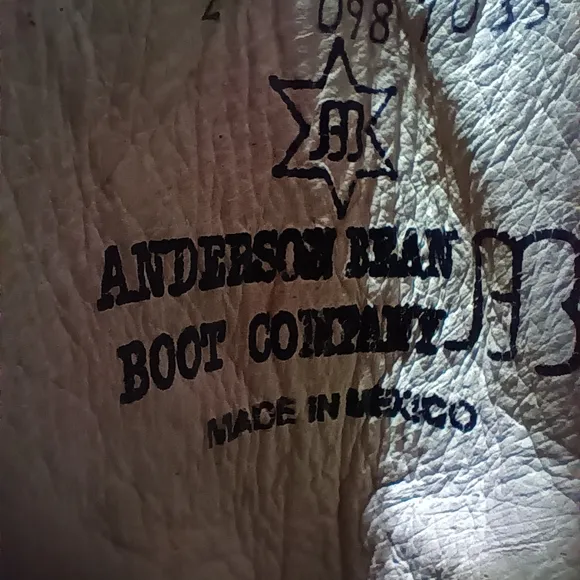 ANDERSON BEAN
BOOT COMPANY
MADE IN MEXICO